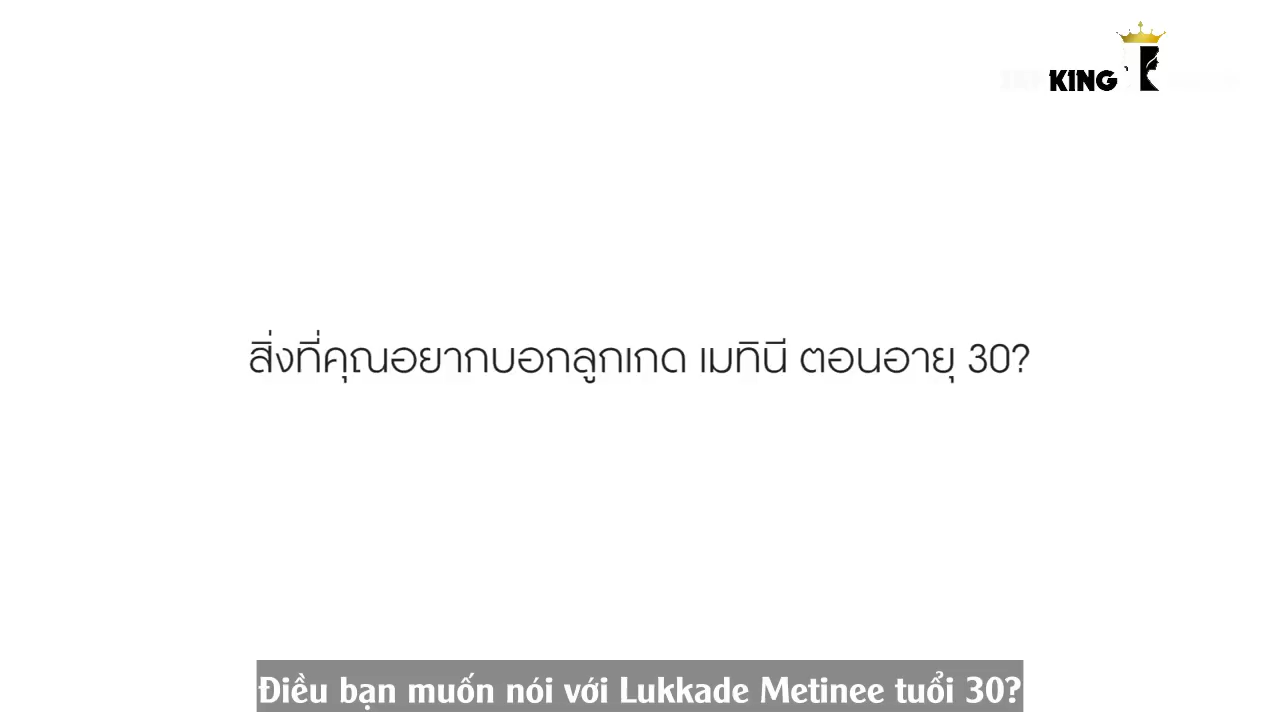 KING
สิ่งที่คุณอยากบอกลูกเกด เมทินี ตอนอายุ 30?
Điều bạn muốn nói với Lukkade Metinee tuổi 30?